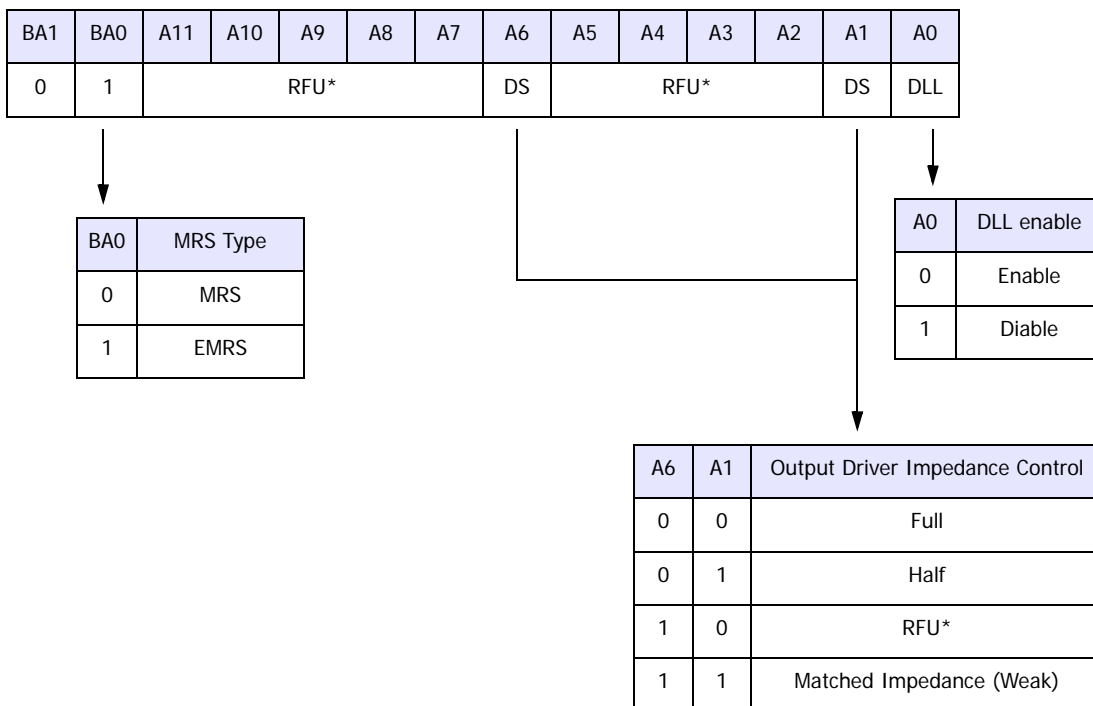 BA1 BA0 A11 A10 A9 A8 A7 A6 A5 A4 A3 A2 A1 A0
0 1 RFU* DS RFU* DS DLL
BA0 MRS Type
0 MRS
1 EMRS
A0 DLL enable
0 Enable
1 Diable
A6 A1 Output Driver Impedance Control
0 0 Full
0 1 Half
1 0 RFU*
1 1 Matched Impedance (Weak)